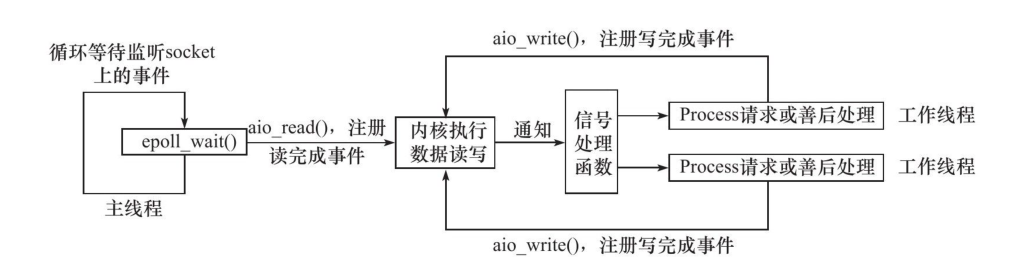 aio_write()，注册写完成事件
循环等待监听socket
上的事件
epoll_wait()
aio_read()，注册
读完成事件
内核执行
数据读写
通知
信号
处理
函数
Process请求或善后处理
工作线程
Process请求或善后处理
工作线程
主线程
aio_write()，注册写完成事件